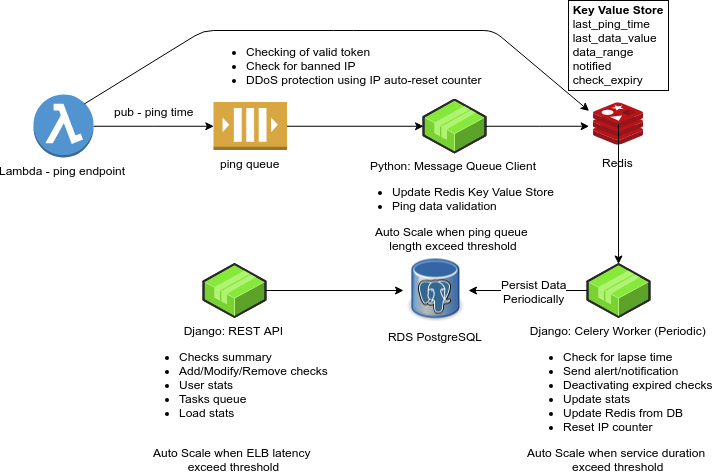 Key Value Store
last_ping_time
last_data_value
data_range
notified
check_expiry
Checking of valid token
Check for banned IP
DDoS protection using IP auto-reset counter
pub - ping time
Lambda - ping endpoint
ping queue
Python: Message Queue Client
Redis
Update Redis Key Value Store
Ping data validation
Auto Scale when ping queue
length exceed threshold
Persist Data
Periodically
Django: REST API
RDS PostgreSQL
Django: Celery Worker (Periodic)
Checks summary
Add/Modify/Remove checks
User stats
Tasks queue
Load stats
Check for lapse time
Send alert/notification
Deactivating expired checks
Update stats
Update Redis from DB
Reset IP counter
Auto Scale when ELB latency
exceed threshold
Auto Scale when service duration
exceed threshold